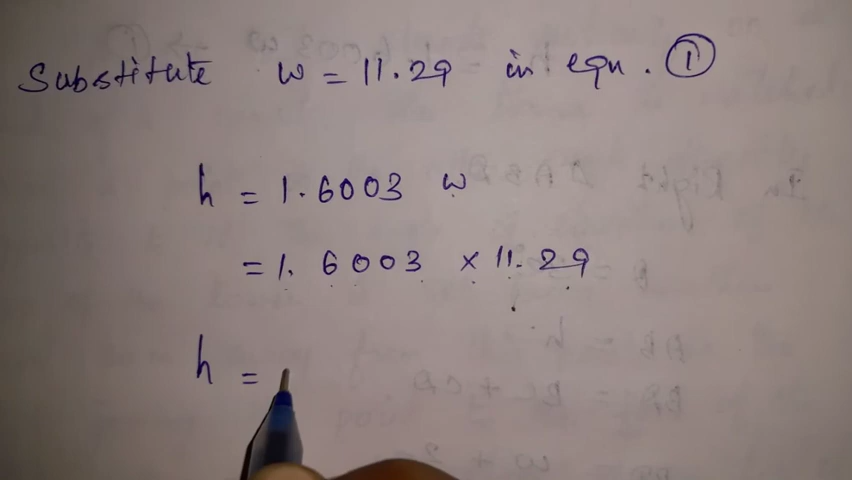 Substitute w = 11.29 in eqn. ①
h = 1.6003 w
= 1.6003 × 11.29
h =